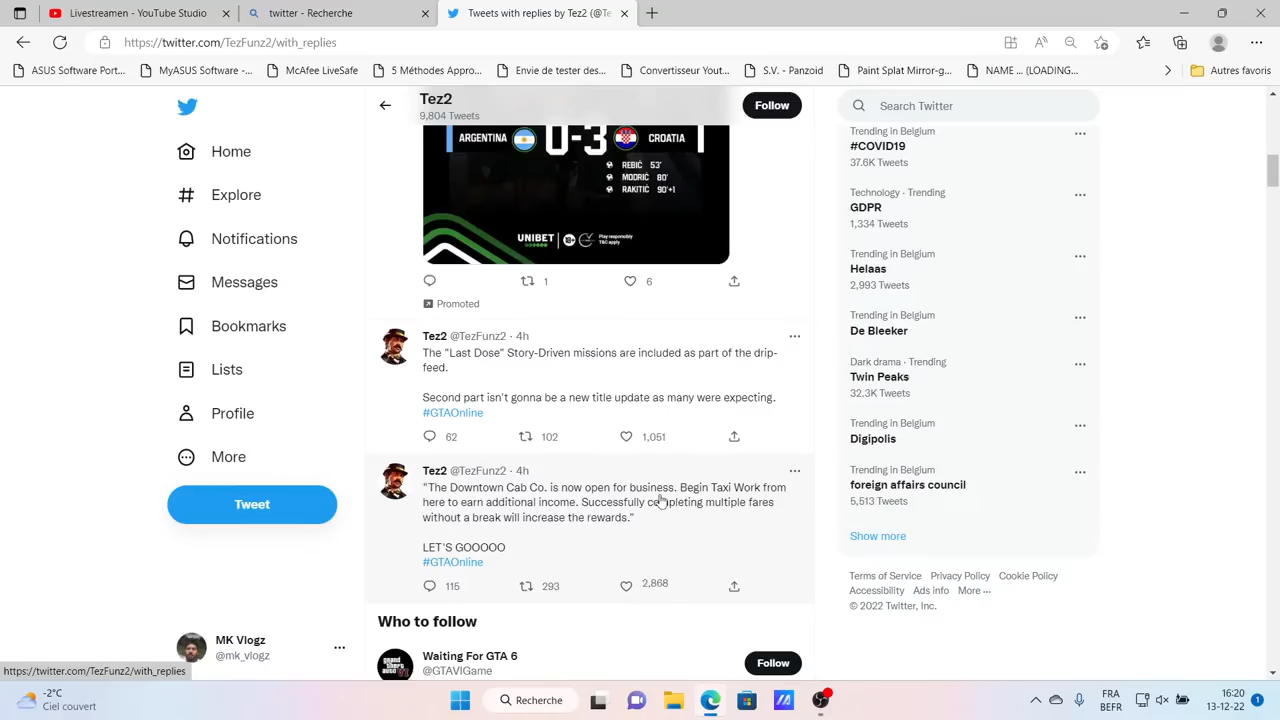 Livestreamen - YouTube Studio
twitter - Recherche
Tweets with replies by Tez2 (@Te
https://twitter.com/TezFunz2/with_replies
ASUS Software Port...
MyASUS Software -...
McAfee LiveSafe
5 Méthodes Appro...
Envie de tester des...
Convertisseur Yout...
S.V. - Panzoid
Paint Splat Mirror-g...
NAME ... (LOADING...
Autres favoris
Home
Explore
Notifications
Messages
Bookmarks
Lists
Profile
More
Tweet
MK Vlogz
@mk_vlogz
Tez2
9,804 Tweets
Follow
ARGENTINA 0-3 CROATIA
REBIĆ 53'
MODRIĆ 80'
RAKITIĆ 90'+1
UNIBET 18+ Play responsibly
T&C apply
1 6
Promoted
Tez2 @TezFunz2 · 4h
The "Last Dose" Story-Driven missions are included as part of the drip-
feed.
Second part isn't gonna be a new title update as many were expecting.
#GTAOnline
62 102 1,051
Tez2 @TezFunz2 · 4h
"The Downtown Cab Co. is now open for business. Begin Taxi Work from
here to earn additional income. Successfully completing multiple fares
without a break will increase the rewards."
LET'S GOOOOO
#GTAOnline
115 293 2,868
Who to follow
Waiting For GTA 6
@GTAVIGame
Follow
Search Twitter
Trending in Belgium
#COVID19
37.6K Tweets
Technology · Trending
GDPR
1,334 Tweets
Trending in Belgium
Helaas
2,993 Tweets
Trending in Belgium
De Bleeker
Dark drama · Trending
Twin Peaks
32.3K Tweets
Trending in Belgium
Digipolis
Trending in Belgium
foreign affairs council
5,513 Tweets
Show more
Terms of Service Privacy Policy Cookie Policy
Accessibility Ads info More ···
© 2022 Twitter, Inc.
https://twitter.com/TezFunz2/with_replies
-2°C
Ciel couvert
Recherche
FRA
BEFR
16:20
13-12-22
1